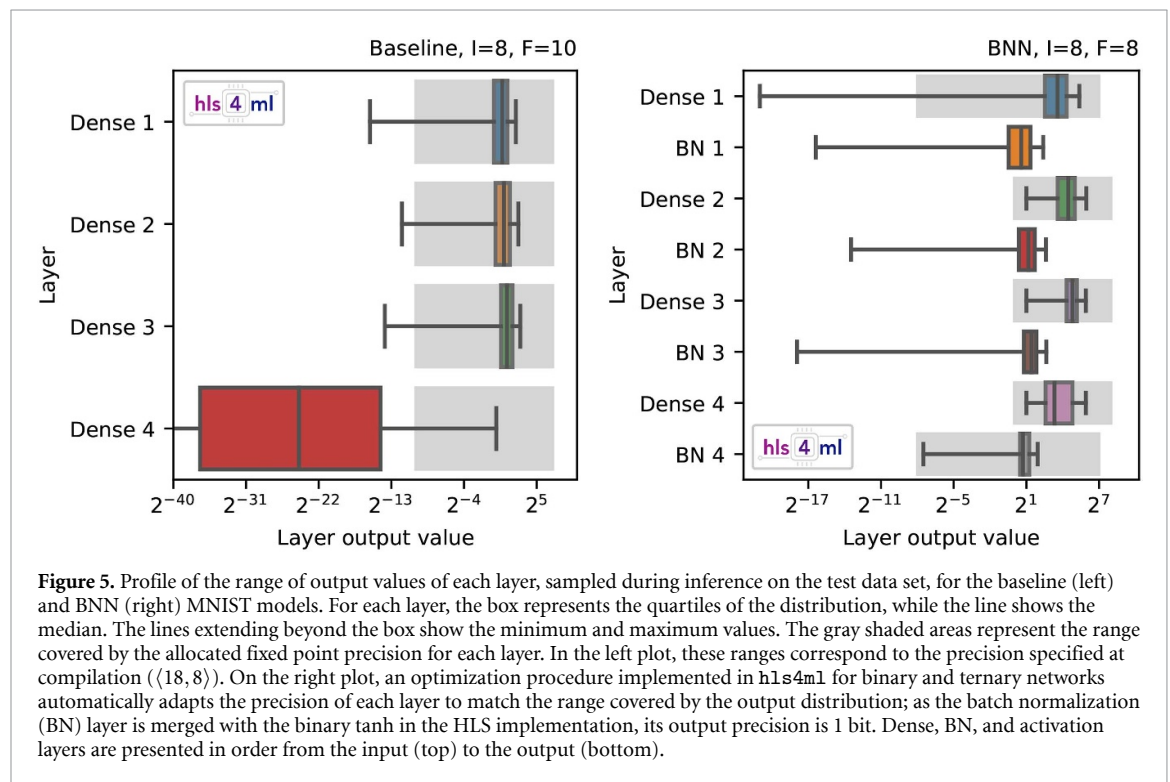 Baseline, I=8, F=10
hls 4 ml
Dense 1
Dense 2
Dense 3
Dense 4
Layer
2⁻⁴⁰ 2⁻³¹ 2⁻²² 2⁻¹³ 2⁻⁴ 2⁵
Layer output value
BNN, I=8, F=8
Dense 1
BN 1
Dense 2
BN 2
Dense 3
BN 3
Dense 4
BN 4
Layer
hls 4 ml
2⁻¹⁷ 2⁻¹¹ 2⁻⁵ 2¹ 2⁷
Layer output value
Figure 5. Profile of the range of output values of each layer, sampled during inference on the test data set, for the baseline (left)
and BNN (right) MNIST models. For each layer, the box represents the quartiles of the distribution, while the line shows the
median. The lines extending beyond the box show the minimum and maximum values. The gray shaded areas represent the range
covered by the allocated fixed point precision for each layer. In the left plot, these ranges correspond to the precision specified at
compilation (⟨18, 8⟩). On the right plot, an optimization procedure implemented in hls4ml for binary and ternary networks
automatically adapts the precision of each layer to match the range covered by the output distribution; as the batch normalization
(BN) layer is merged with the binary tanh in the HLS implementation, its output precision is 1 bit. Dense, BN, and activation
layers are presented in order from the input (top) to the output (bottom).